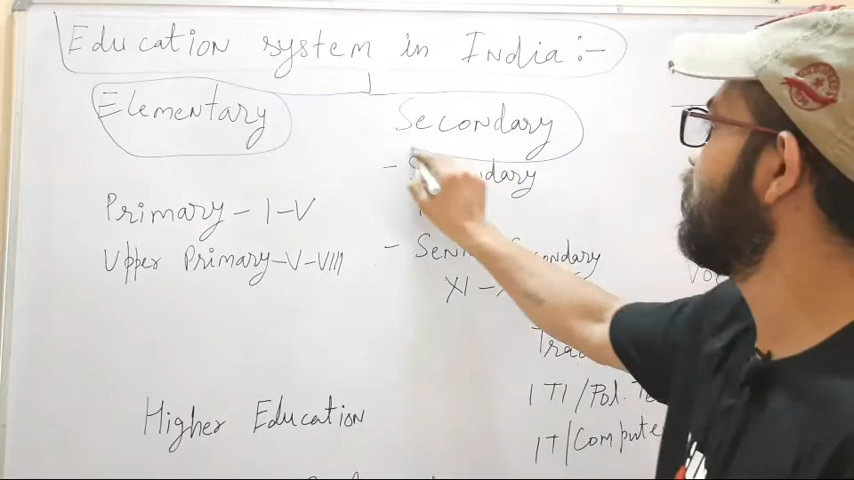 Education system in India:-
Elementary
Secondary
Primary - I-V
Upper Primary - V-VIII
- Senior Secondary
XI -
ITI/Pol. Te
IT/Compute
Higher Education